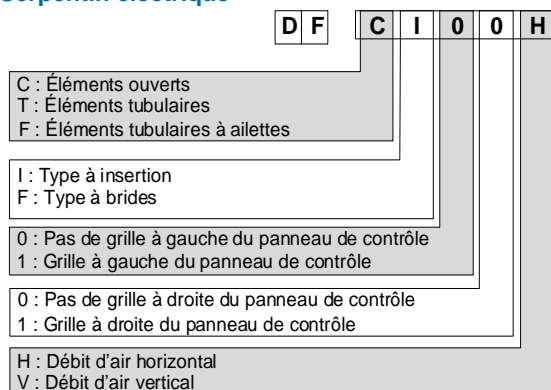 Serpentin électrique
D F C I 0 0 H
C : Éléments ouverts
T : Éléments tubulaires
F : Éléments tubulaires à ailettes
I : Type à insertion
F : Type à brides
0 : Pas de grille à gauche du panneau de contrôle
1 : Grille à gauche du panneau de contrôle
0 : Pas de grille à droite du panneau de contrôle
1 : Grille à droite du panneau de contrôle
H : Débit d'air horizontal
V : Débit d'air vertical